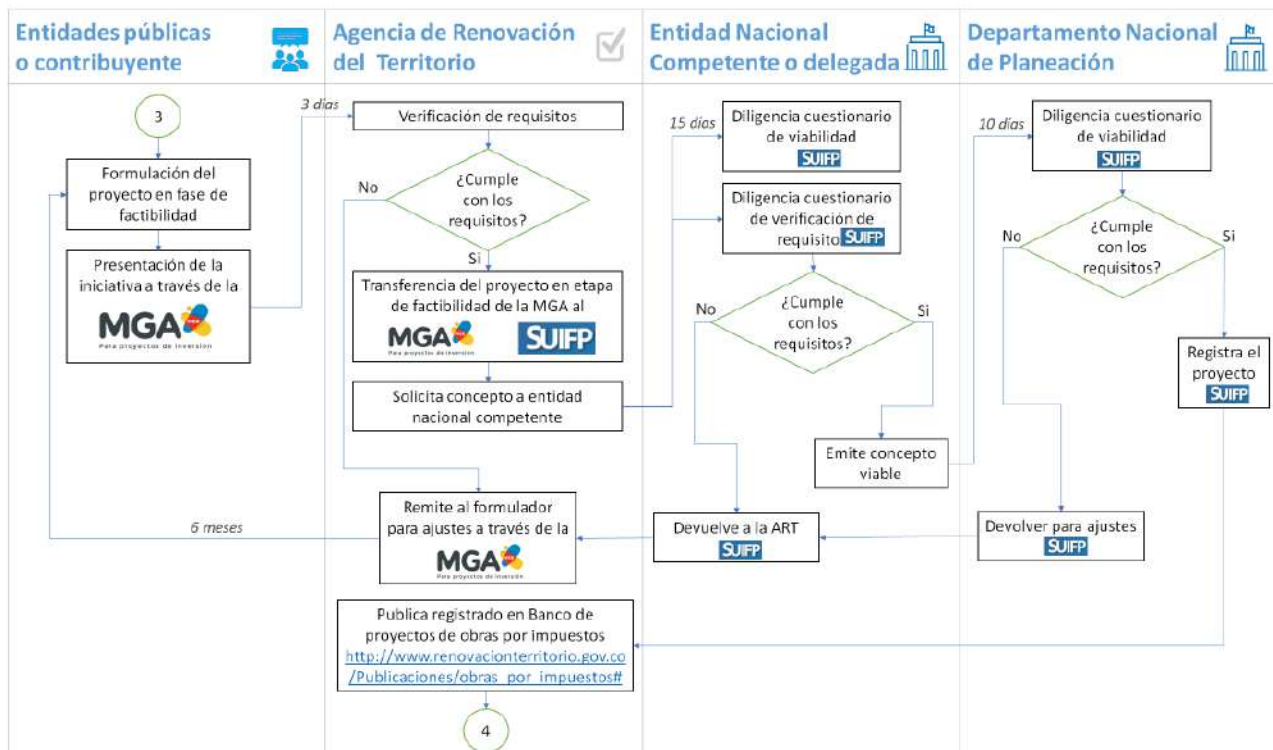 Entidades públicas
o contribuyente
Agencia de Renovación
del Territorio
Entidad Nacional
Competente o delegada
Departamento Nacional
de Planeación
3
Formulación del
proyecto en fase de
factibilidad
Presentación de la
iniciativa a través de la
MGA
Para proyectos de inversión
3 días
Verificación de requisitos
¿Cumple
con los
requisitos?
No
Si
Transferencia del proyecto en etapa
de factibilidad de la MGA al
MGA
Para proyectos de inversión
SUIFP
Solicita concepto a entidad
nacional competente
Remite al formulador
para ajustes a través de la
MGA
Para proyectos de inversión
6 meses
Publica registrado en Banco de
proyectos de obras por impuestos
http://www.renovacionterritorio.gov.co
/Publicaciones/obras_por_impuestos#
4
15 días
Diligencia cuestionario
de viabilidad
SUIFP
Diligencia cuestionario
de verificación de
requisito SUIFP
¿Cumple
con los
requisitos?
No
Si
Emite concepto
viable
Devuelve a la ART
SUIFP
10 días
Diligencia cuestionario
de viabilidad
SUIFP
¿Cumple
con los
requisitos?
No
Si
Registra el
proyecto
SUIFP
Devolver para ajustes
SUIFP